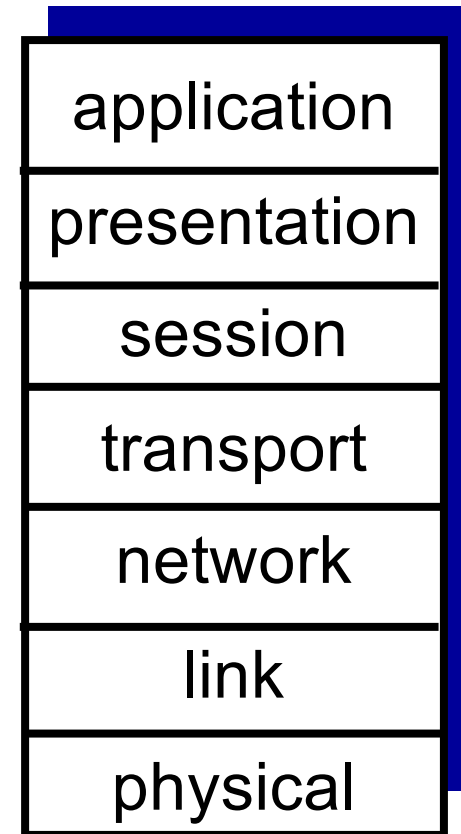 application
presentation
session
transport
network
link
physical